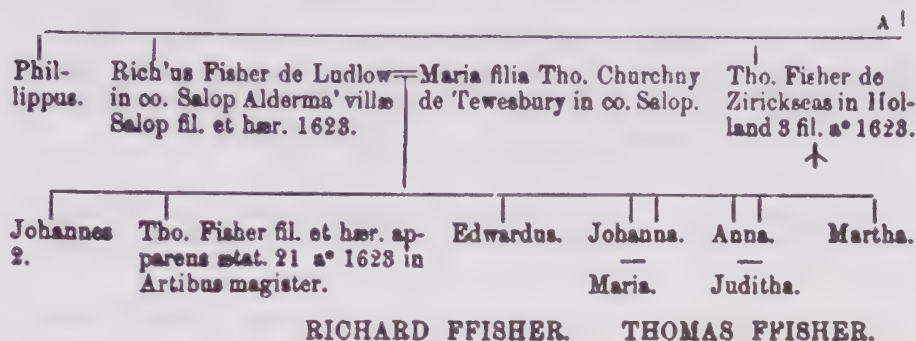 A
Phil-
lippus.
Rich'us Fisher de Ludlow
in co. Salop Alderma' villæ
Salop fil. et hær. 1623.
Maria filia Tho. Churchny
de Tewesbury in co. Salop.
Tho. Fisher de
Zirickseas in Hol-
land 3 fil. aº 1623.
Johannes
2.
Tho. Fisher fil. et hær. ap-
parens ætat. 21 aº 1623 in
Artibus magister.
Edwardus.
Johanna.
Maria.
Anna.
Juditha.
Martha.
RICHARD FFISHER. THOMAS FFISHER.